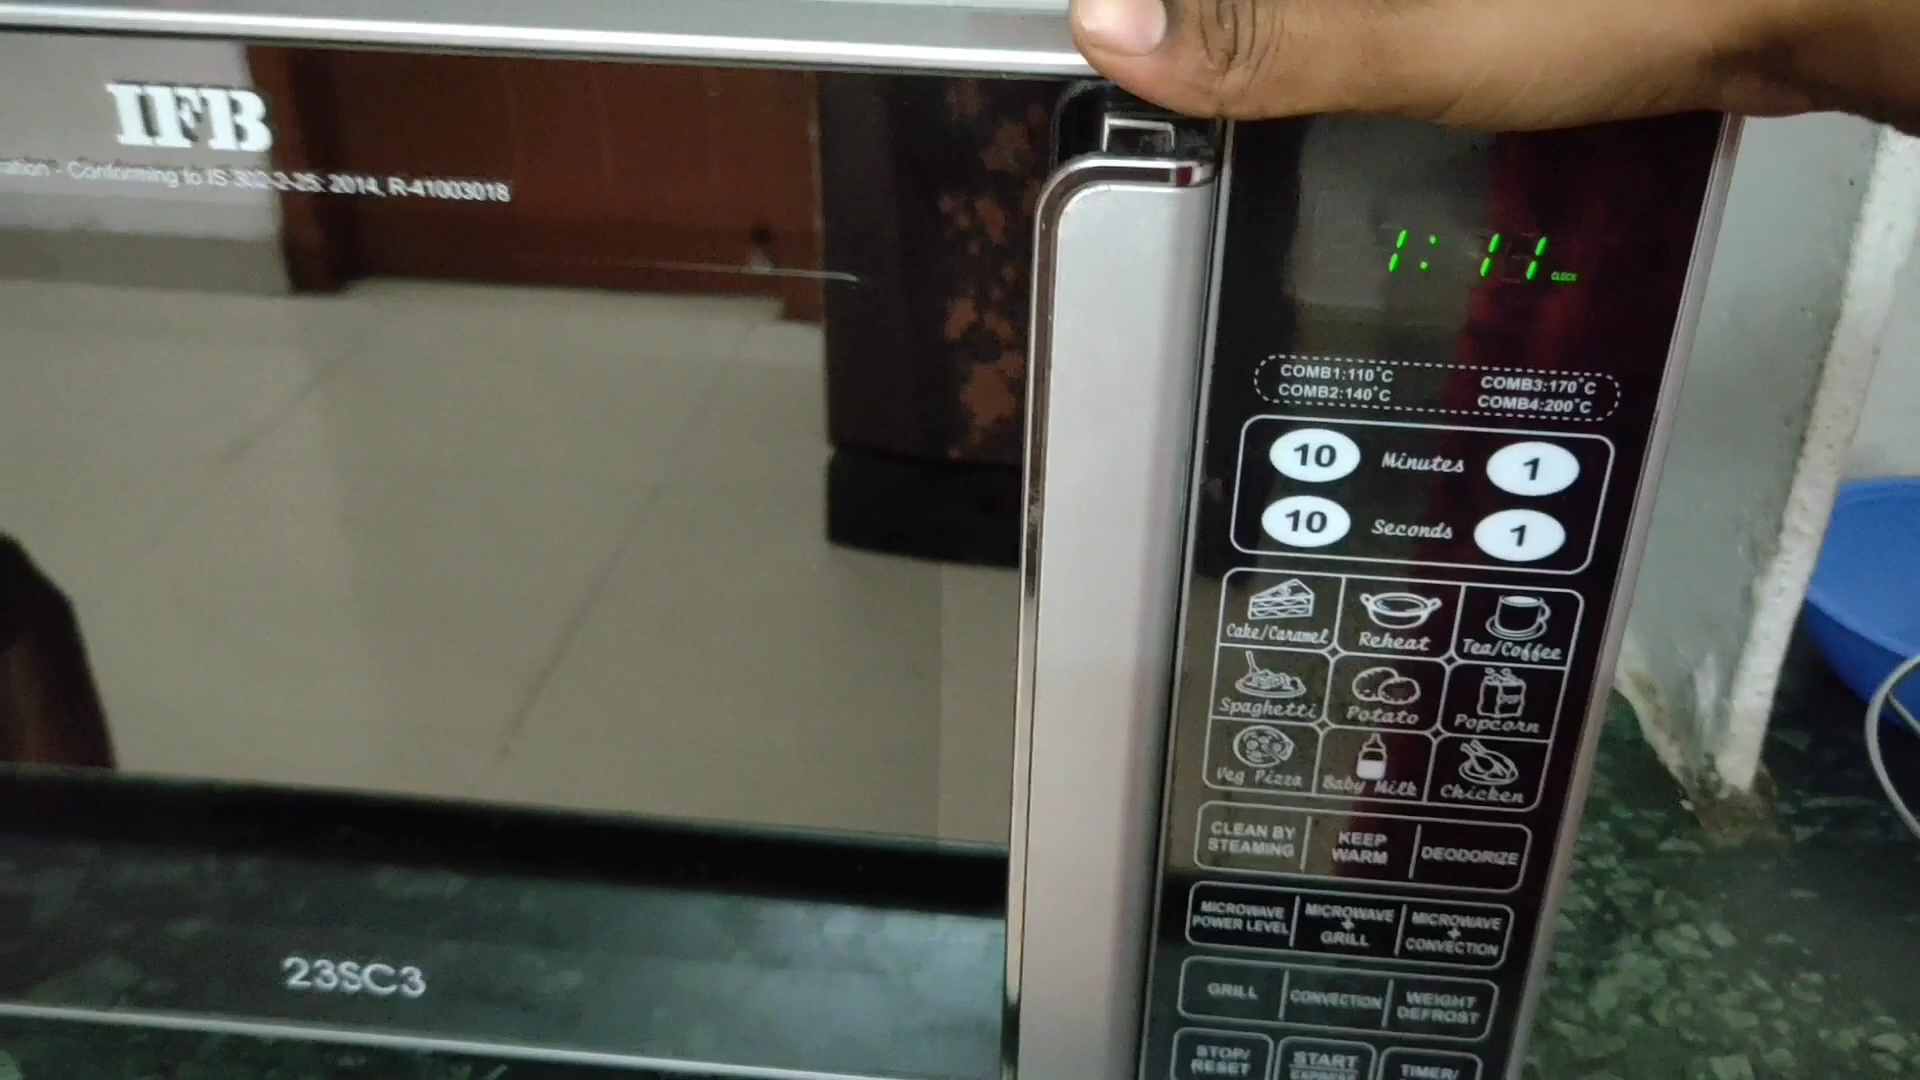 IFB
Conforming to IS 302-2-25: 2014, R-41003018
1:11
CLOCK
COMB1:110°C COMB3:170°C
COMB2:140°C COMB4:200°C
10 Minutes 1
10 Seconds 1
Cake/Caramel Reheat Tea/Coffee
Spaghetti Potato Popcorn
Veg Pizza Baby Milk Chicken
CLEAN BY STEAMING KEEP WARM DEODORIZE
MICROWAVE POWER LEVEL MICROWAVE + GRILL MICROWAVE + CONVECTION
GRILL CONVECTION WEIGHT DEFROST
STOP/ RESET START EXPRESS TIMER/
23SC3